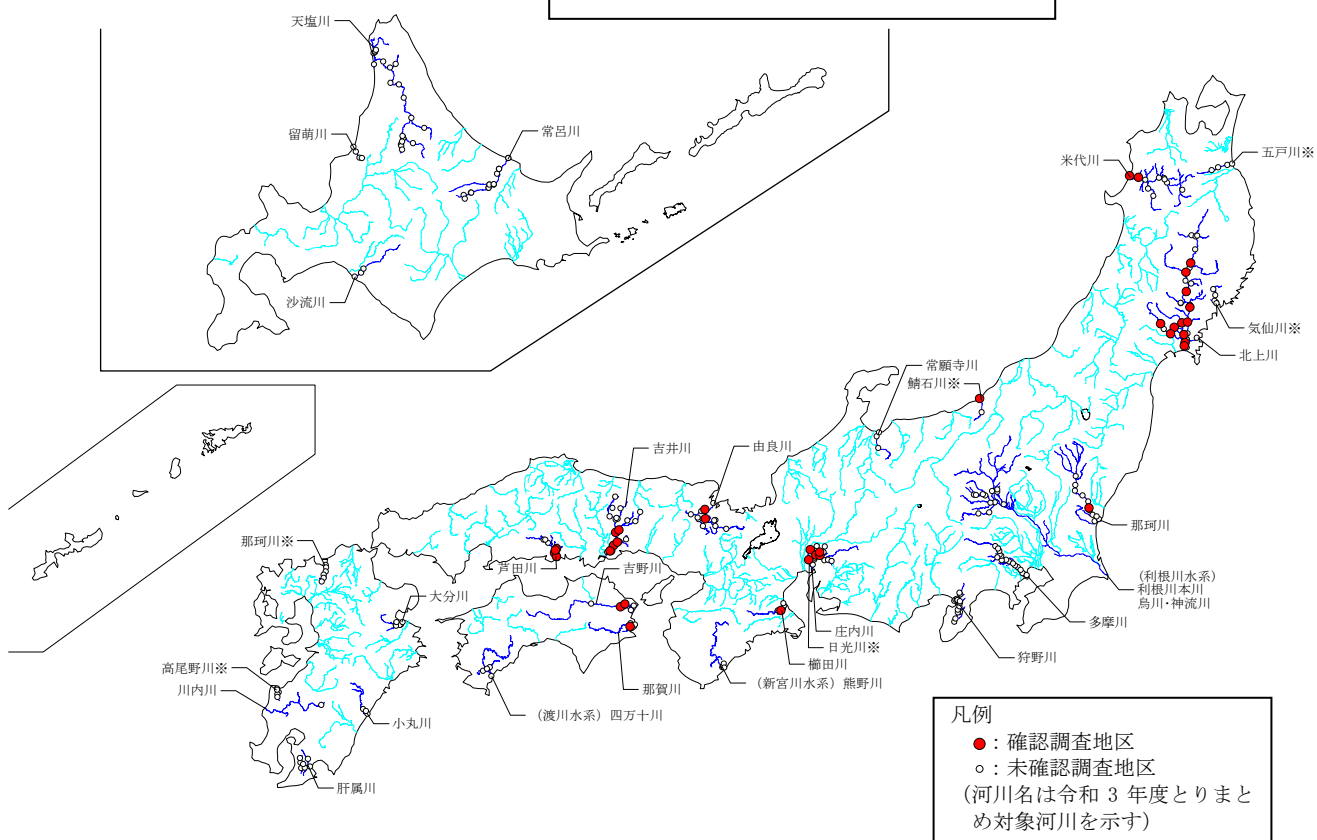 天塩川
留萌川
常呂川
沙流川
米代川
五戸川※
気仙川※
北上川
常願寺川
鯖石川※
吉井川
由良川
那珂川
(利根川水系)
利根川本川
烏川・神流川
多摩川
狩野川
庄内川
日光川※
櫛田川
(新宮川水系)熊野川
那賀川
(渡川水系)四万十川
芦田川
吉野川
那珂川※
大分川
高尾野川※
川内川
小丸川
肝属川
凡例
●:確認調査地区
○:未確認調査地区
(河川名は令和 3 年度とりまと
め対象河川を示す)